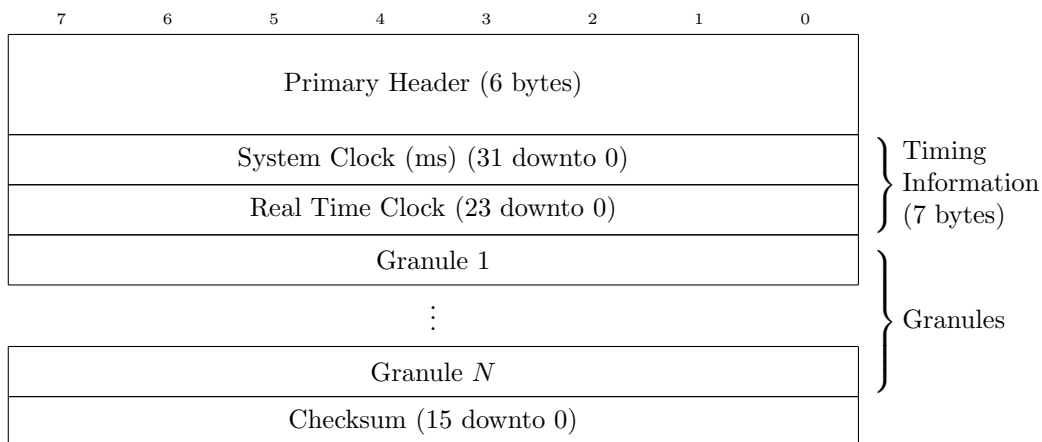 7 6 5 4 3 2 1 0
Primary Header (6 bytes)
System Clock (ms) (31 downto 0)
Real Time Clock (23 downto 0)
Timing
Information
(7 bytes)
Granule 1
⋮
Granule N
Granules
Checksum (15 downto 0)